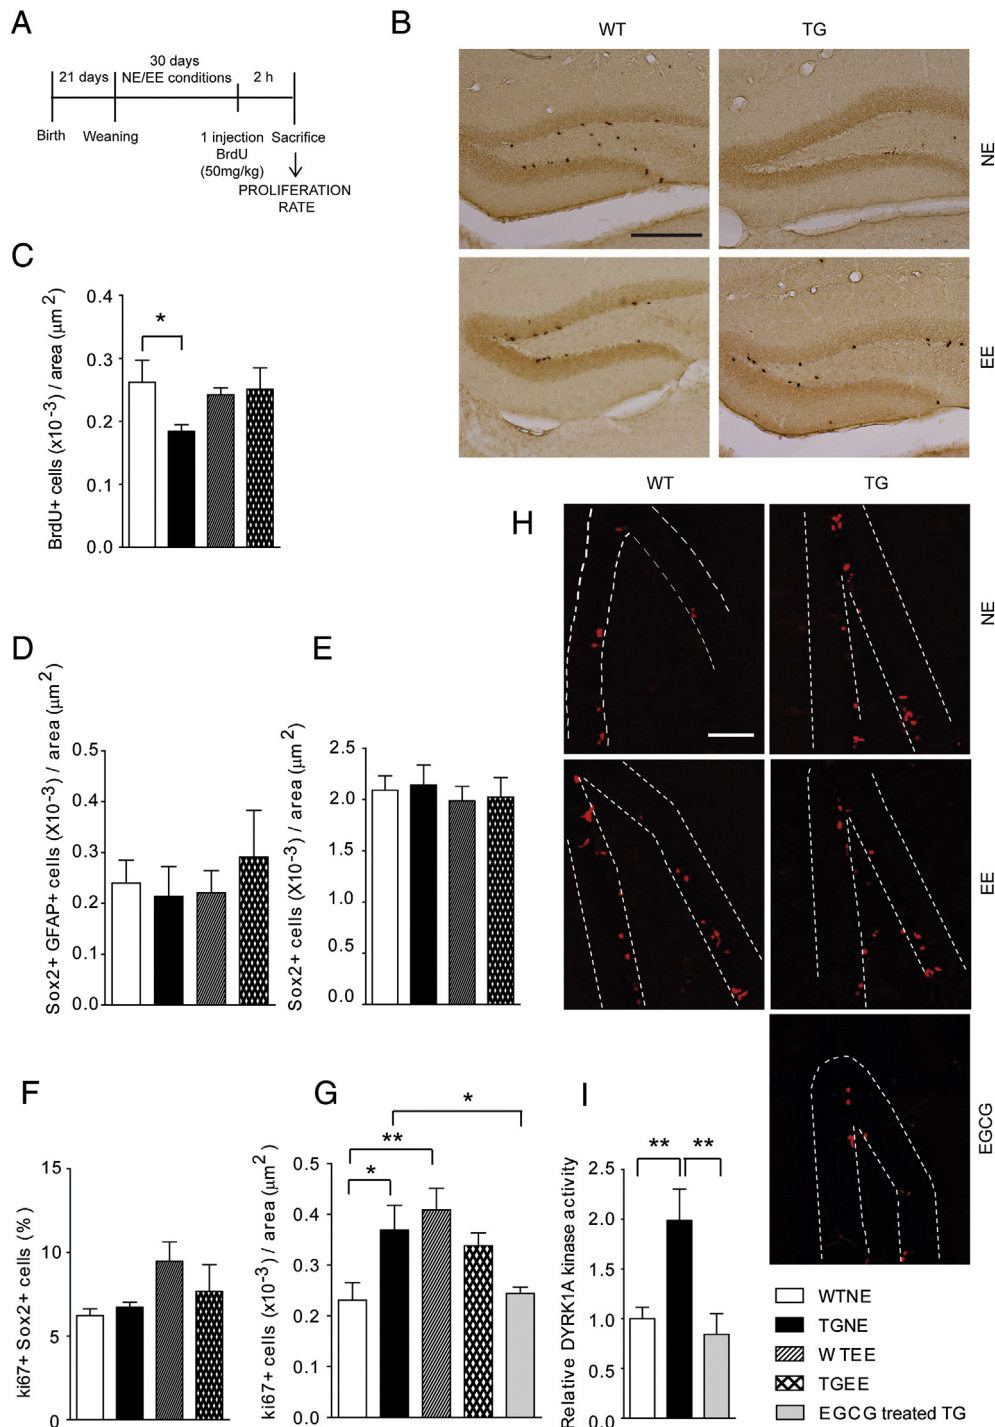 A
21 days
30 days
NE/EE conditions
2 h
Birth
Weaning
1 injection
BrdU
(50mg/kg)
Sacrifice
PROLIFERATION
RATE
B
WT
TG
NE
EE
C
BrdU+ cells (x10⁻³) / area (μm²)
0.4
0.3
0.2
0.1
0.0
*
D
Sox2+ GFAP+ cells (X10⁻³) / area (μm²)
0.5
0.4
0.3
0.2
0.1
0.0
E
Sox2+ cells (X10⁻³) / area (μm²)
2.5
2.0
1.5
1.0
0.5
0.0
F
ki67+ Sox2+ cells (%)
15
10
5
0
G
ki67+ cells (x10⁻³) / area (μm²)
0.5
0.4
0.3
0.2
0.1
0.0
*
**
*
H
WT
TG
NE
EE
EGCG
I
Relative DYRK1A kinase activity
2.5
2.0
1.5
1.0
0.5
0.0
**
**
WTNE
TGNE
WTEE
TGEE
EGCG treated TG